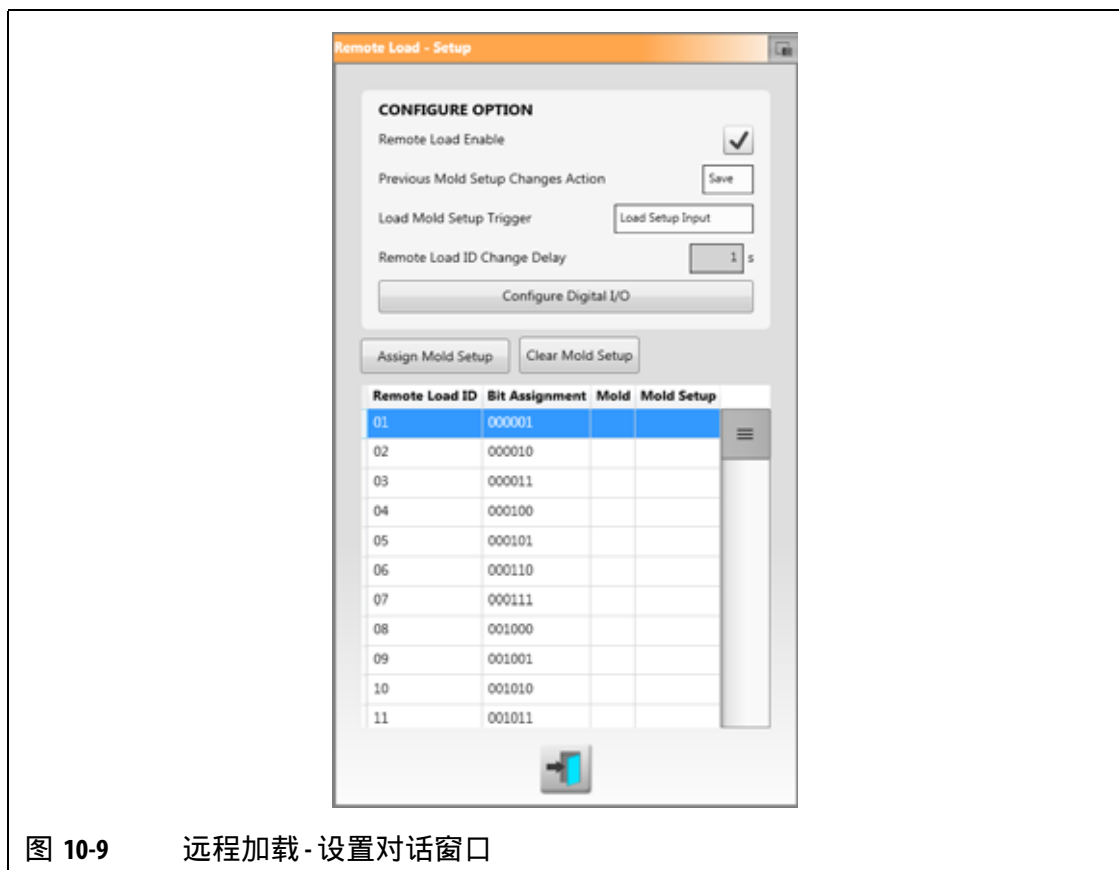 Remote Load - Setup
CONFIGURE OPTION
Remote Load Enable
Previous Mold Setup Changes Action Save
Load Mold Setup Trigger Load Setup Input
Remote Load ID Change Delay 1 s
Configure Digital I/O
Assign Mold Setup Clear Mold Setup
Remote Load ID Bit Assignment Mold Mold Setup
01 000001
02 000010
03 000011
04 000100
05 000101
06 000110
07 000111
08 001000
09 001001
10 001010
11 001011
图 10-9 远程加载 - 设置对话窗口